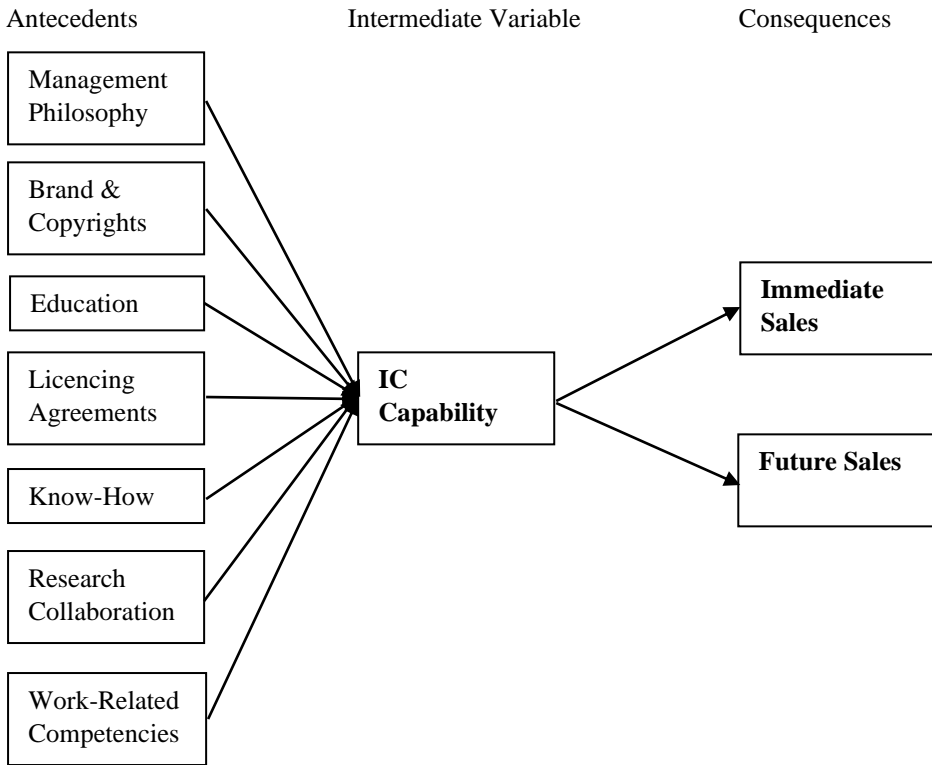 Antecedents
Intermediate Variable
Consequences
Management
Philosophy
Brand &
Copyrights
Education
Licencing
Agreements
Know-How
Research
Collaboration
Work-Related
Competencies
IC
Capability
Immediate
Sales
Future Sales